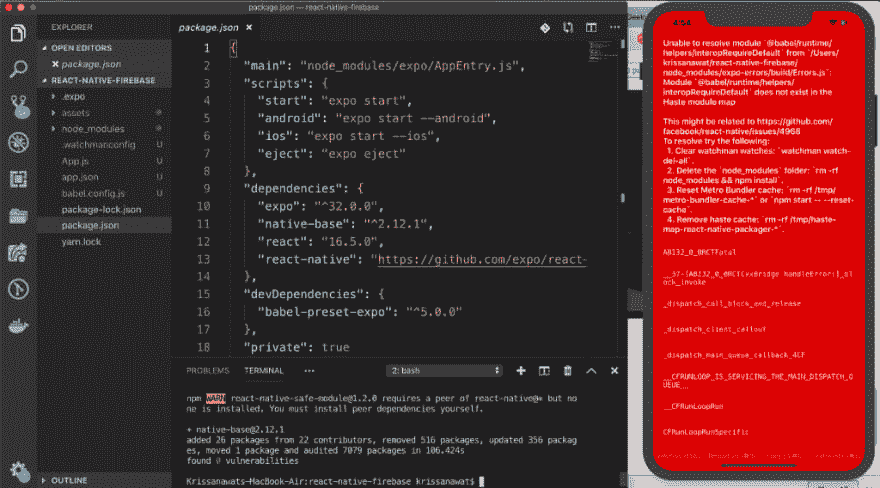 package.json — react-native-firebase
EXPLORER
OPEN EDITORS
package.json
REACT-NATIVE-FIREBASE
.expo
assets
node_modules
.watchmanconfig U
App.js U
app.json U
babel.config.js U
package-lock.json
package.json
yarn.lock
OUTLINE
package.json
1 {
2 "main": "node_modules/expo/AppEntry.js",
3 "scripts": {
4 "start": "expo start",
5 "android": "expo start --android",
6 "ios": "expo start --ios",
7 "eject": "expo eject"
8 },
9 "dependencies": {
10 "expo": "^32.0.0",
11 "native-base": "^2.12.1",
12 "react": "16.5.0",
13 "react-native": "https://github.com/expo/react-
14 },
15 "devDependencies": {
16 "babel-preset-expo": "^5.0.0"
17 },
18 "private": true
PROBLEMS TERMINAL ••• 2: bash
npm WARN react-native-safe-module@1.2.0 requires a peer of react-native@* but no
ne is installed. You must install peer dependencies yourself.
+ native-base@2.12.1
added 26 packages from 22 contributors, removed 516 packages, updated 356 packag
es, moved 1 package and audited 7079 packages in 106.424s
found 0 vulnerabilities
Krissanawats-MacBook-Air:react-native-firebase krissanawat$
4:54
Unable to resolve module `@babel/runtime/
helpers/interopRequireDefault` from `/Users/
krissanawat/react-native-firebase/
node_modules/expo-errors/build/Errors.js`:
Module `@babel/runtime/helpers/
interopRequireDefault` does not exist in the
Haste module map
This might be related to https://github.com/
facebook/react-native/issues/4968
To resolve try the following:
1. Clear watchman watches: `watchman watch-
del-all`.
2. Delete the `node_modules` folder: `rm -rf
node_modules && npm install`.
3. Reset Metro Bundler cache: `rm -rf /tmp/
metro-bundler-cache-*` or `npm start -- --reset-
cache`.
4. Remove haste cache: `rm -rf /tmp/haste-
map-react-native-packager-*`.
ABI32_0_0RCTFatal
__37-[ABI32_0_0RCTCxxBridge handleError:]_bl
ock_invoke
_dispatch_call_block_and_release
_dispatch_client_callout
_dispatch_main_queue_callback_4CF
__CFRUNLOOP_IS_SERVICING_THE_MAIN_DISPATCH_Q
UEUE__
__CFRunLoopRun
CFRunLoopRunSpecific